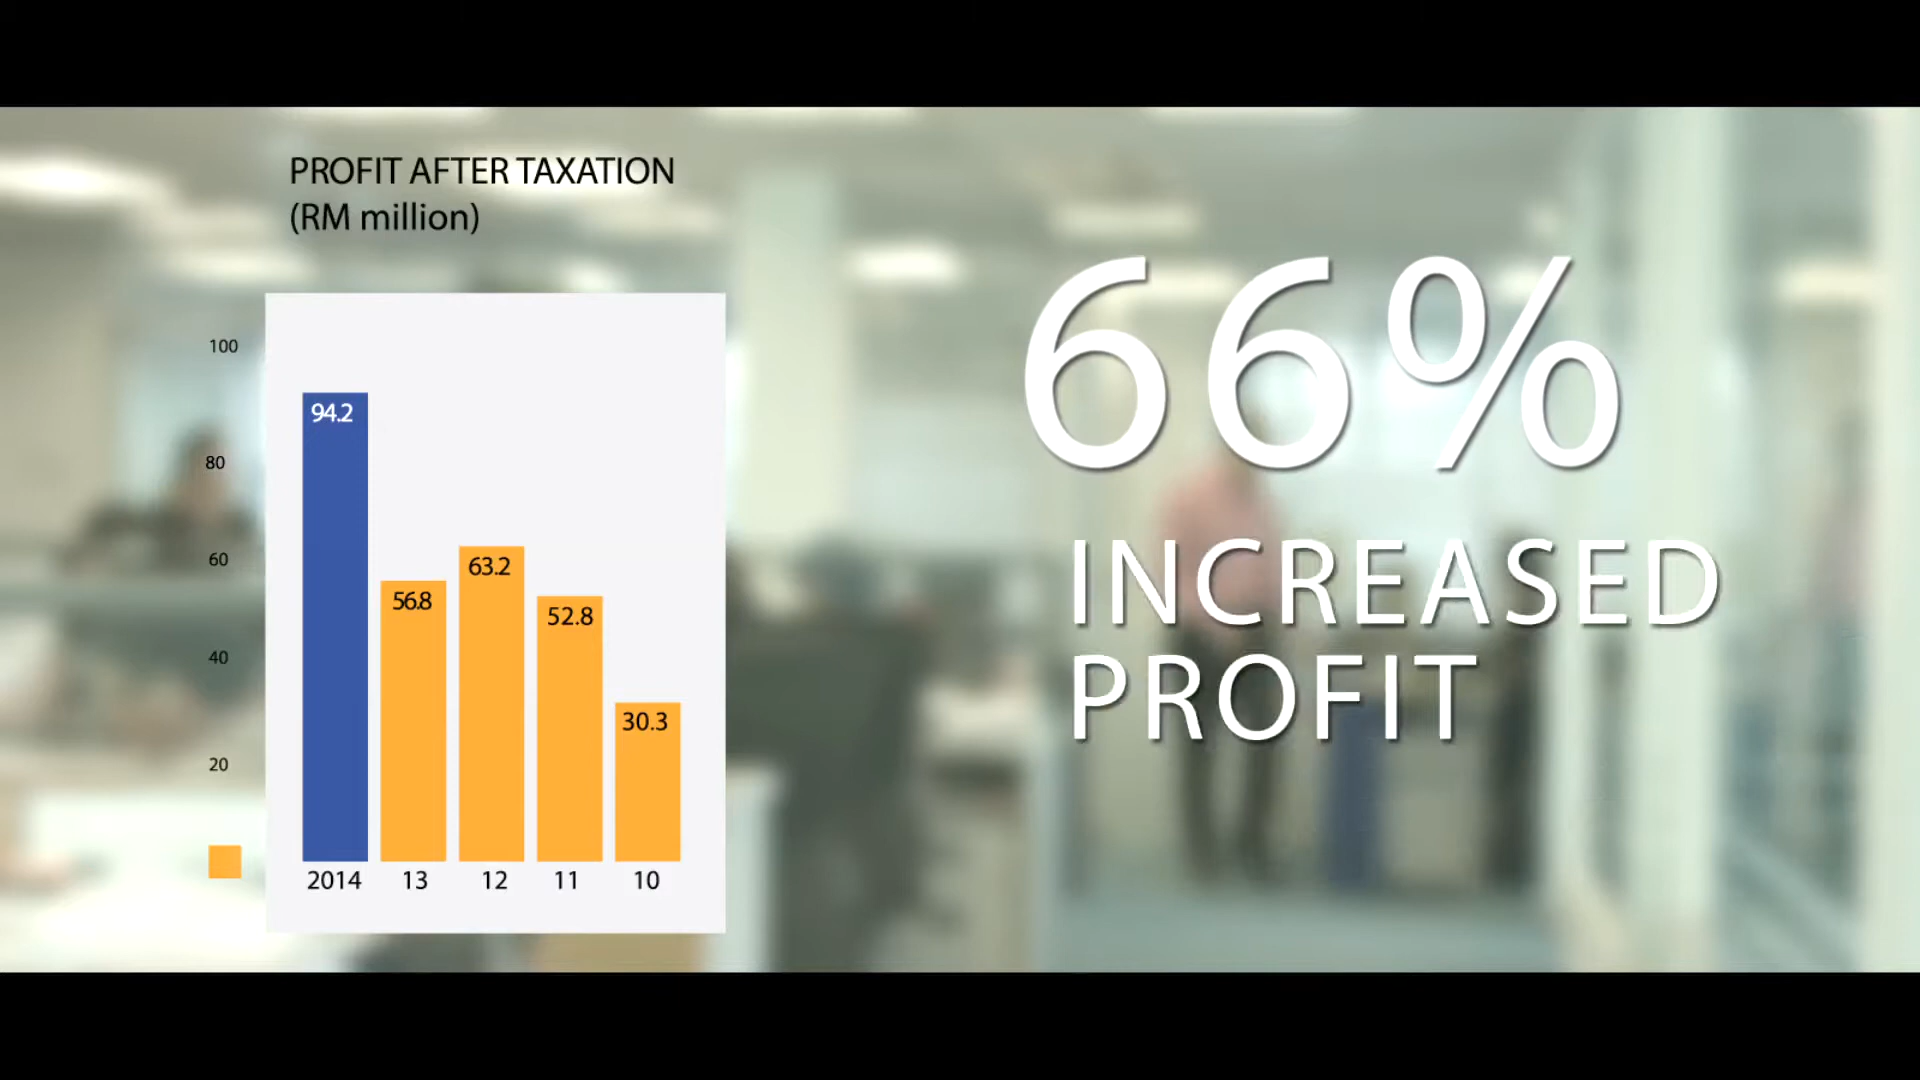 PROFIT AFTER TAXATION
(RM million)
100
80
60
40
20
94.2
56.8
63.2
52.8
30.3
2014 13 12 11 10
66%
INCREASED
PROFIT